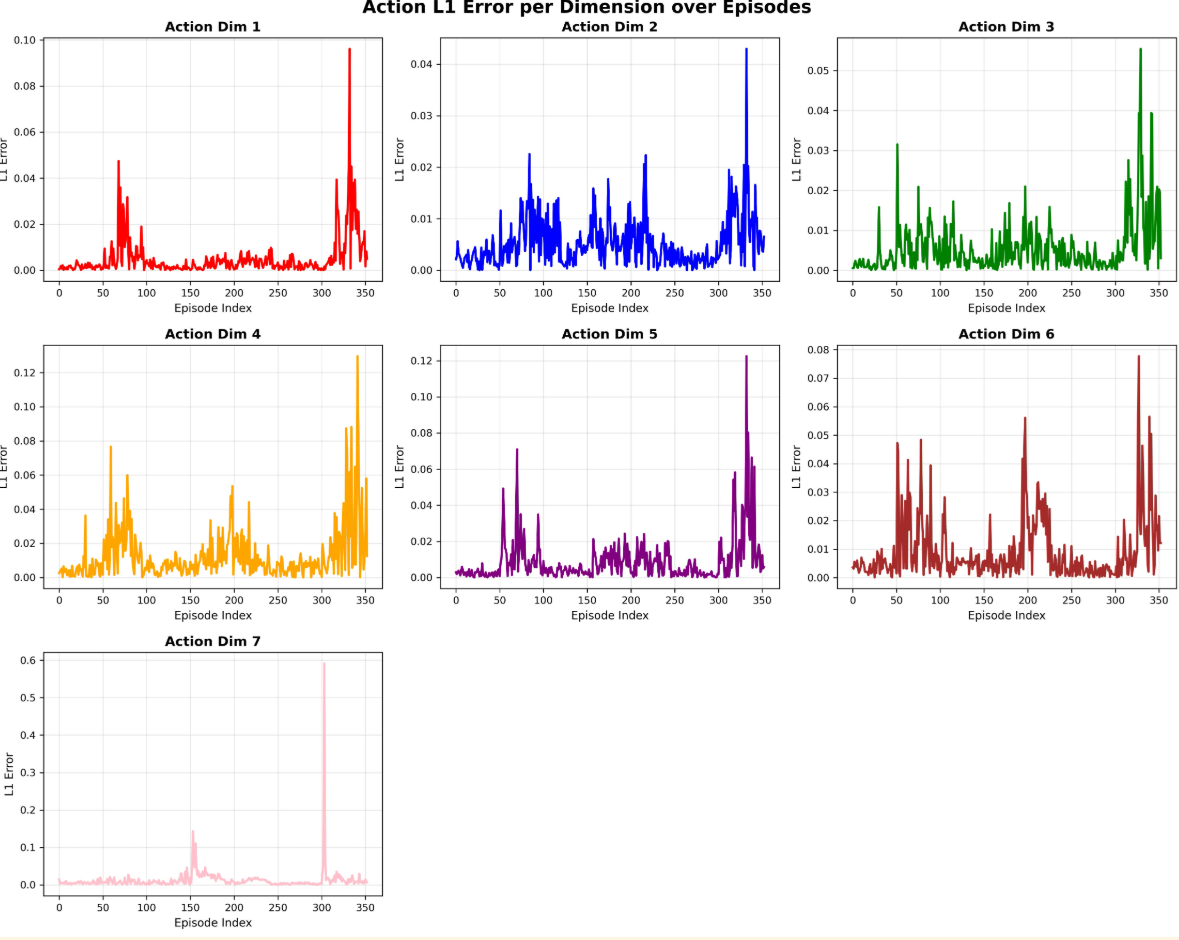 Action L1 Error per Dimension over Episodes
Action Dim 1
Action Dim 2
Action Dim 3
0.10
0.08
0.06
0.04
0.02
0.00
L1 Error
0 50 100 150 200 250 300 350
Episode Index
0.04
0.03
0.02
0.01
0.00
L1 Error
0 50 100 150 200 250 300 350
Episode Index
0.05
0.04
0.03
0.02
0.01
0.00
L1 Error
0 50 100 150 200 250 300 350
Episode Index
Action Dim 4
Action Dim 5
Action Dim 6
0.12
0.10
0.08
0.06
0.04
0.02
0.00
L1 Error
0 50 100 150 200 250 300 350
Episode Index
0.12
0.10
0.08
0.06
0.04
0.02
0.00
L1 Error
0 50 100 150 200 250 300 350
Episode Index
0.08
0.07
0.06
0.05
0.04
0.03
0.02
0.01
0.00
L1 Error
0 50 100 150 200 250 300 350
Episode Index
Action Dim 7
0.6
0.5
0.4
0.3
0.2
0.1
0.0
L1 Error
0 50 100 150 200 250 300 350
Episode Index